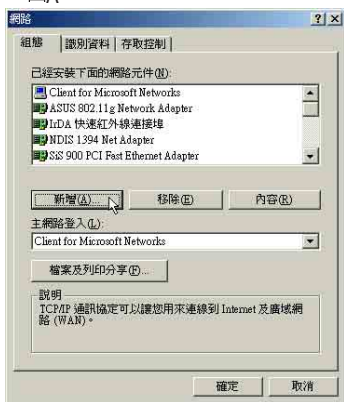 網路
組態 識別資料 存取控制
已經安裝下面的網路元件(N):
Client for Microsoft Networks
ASUS 802.11g Network Adapter
IrDA 快速紅外線連接埠
NDIS 1394 Net Adapter
SiS 900 PCI Fast Ethernet Adapter
新增(A)... 移除(E) 內容(R)
主網路登入(L):
Client for Microsoft Networks
檔案及列印分享(F)...
說明
TCP/IP 通訊協定可以讓您用來連線到 Internet 及廣域網
路 (WAN)。
確定 取消